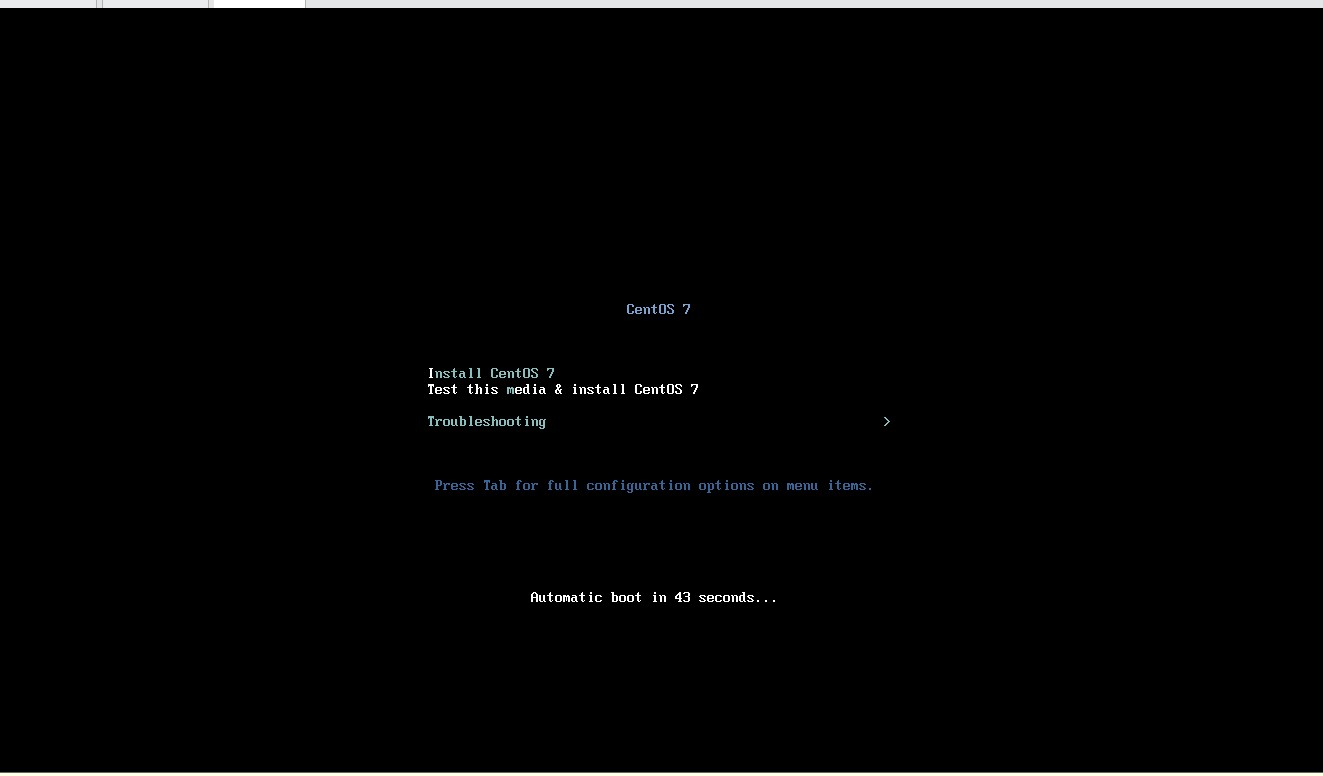 CentOS 7
Install CentOS 7
Test this media & install CentOS 7
Troubleshooting >
Press Tab for full configuration options on menu items.
Automatic boot in 43 seconds...